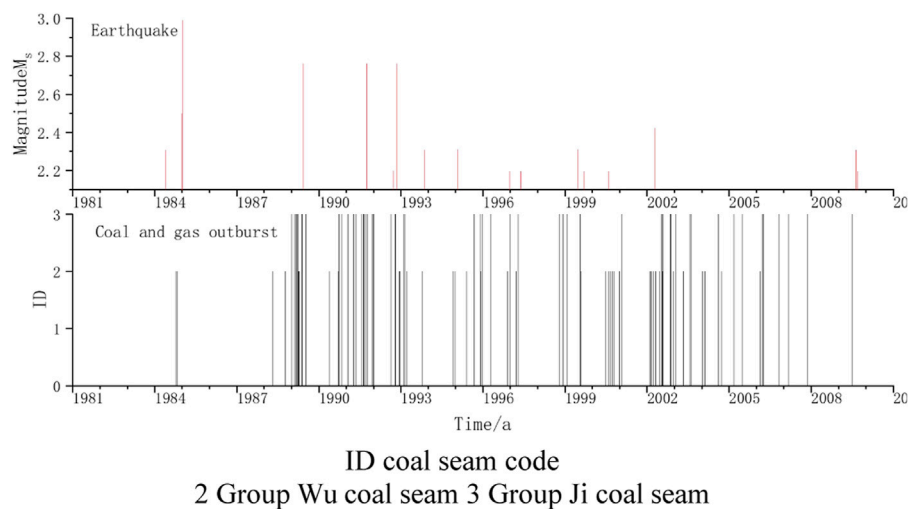 3.0
Earthquake
2.8
2.6
2.4
2.2
MagnitudeMs
1981 1984 1987 1990 1993 1996 1999 2002 2005 2008 20
3
Coal and gas outburst
2
ID
1
0
1981 1984 1987 1990 1993 1996 1999 2002 2005 2008 20
Time/a
ID coal seam code
2 Group Wu coal seam 3 Group Ji coal seam